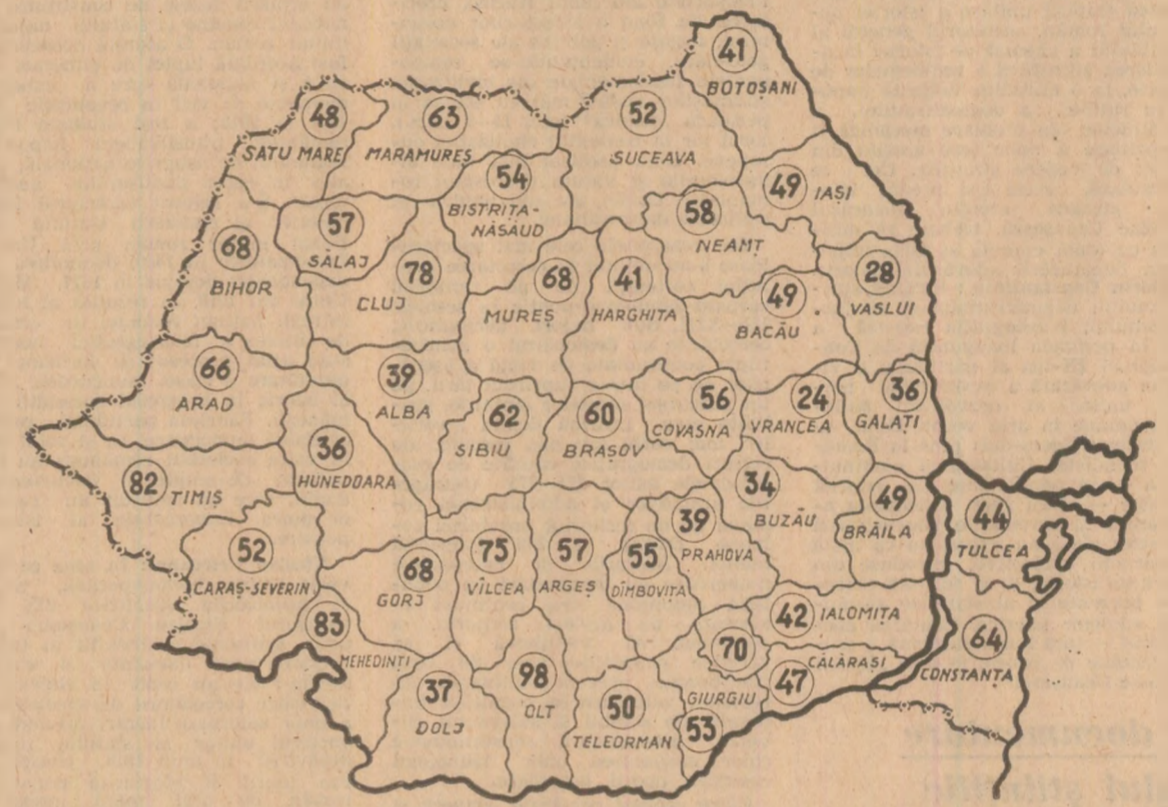 41
BOTOȘANI
48
SATU MARE
63
MARAMUREȘ
52
SUCEAVA
54
BISTRIȚA-
NĂSĂUD
49 IAȘI
58
NEAMȚ
57
SĂLAJ
68
BIHOR
78
CLUJ
68
MUREȘ
41
HARGHITA
49
BACĂU
28
VASLUI
66
ARAD
39
ALBA
62
SIBIU
60
BRAȘOV
56
COVASNA
24
VRANCEA
36
GALAȚI
36
HUNEDOARA
82 TIMIȘ
34
BUZĂU
49
BRĂILA
44
TULCEA
52
CARAȘ-SEVERIN
68
GORJ
75
VÎLCEA
57
ARGEȘ
55
DÎMBOVIȚA
39
PRAHOVA
42 IALOMIȚA
83
MEHEDINȚI
70
47 CĂLĂRAȘI
64
CONSTANȚA
37
DOLJ
98
OLT
50
TELEORMAN
GIURGIU
53